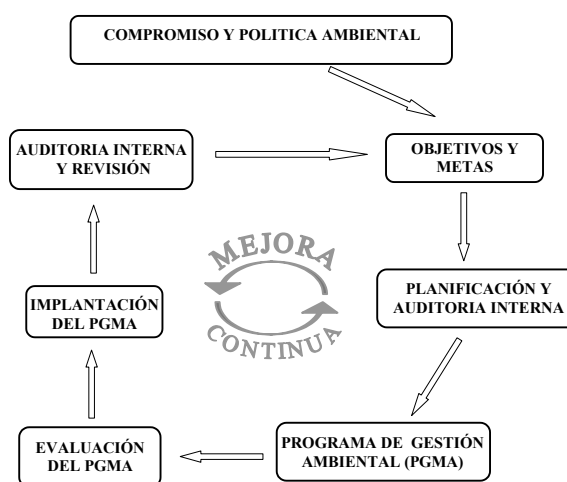 COMPROMISO Y POLITICA AMBIENTAL
AUDITORIA INTERNA
Y REVISIÓN
OBJETIVOS Y
METAS
MEJORA
CONTINUA
IMPLANTACIÓN
DEL PGMA
PLANIFICACIÓN Y
AUDITORIA INTERNA
EVALUACIÓN
DEL PGMA
PROGRAMA DE GESTIÓN
AMBIENTAL (PGMA)